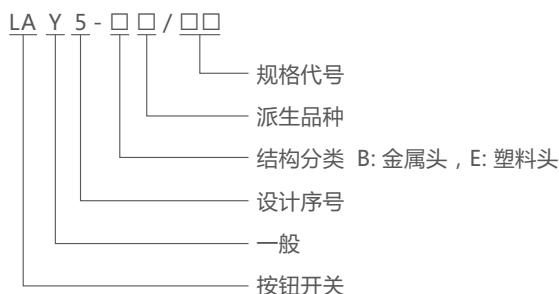 LA Y 5 - □ □ / □□
规格代号
派生品种
结构分类 B: 金属头 , E: 塑料头
设计序号
一般
按钮开关